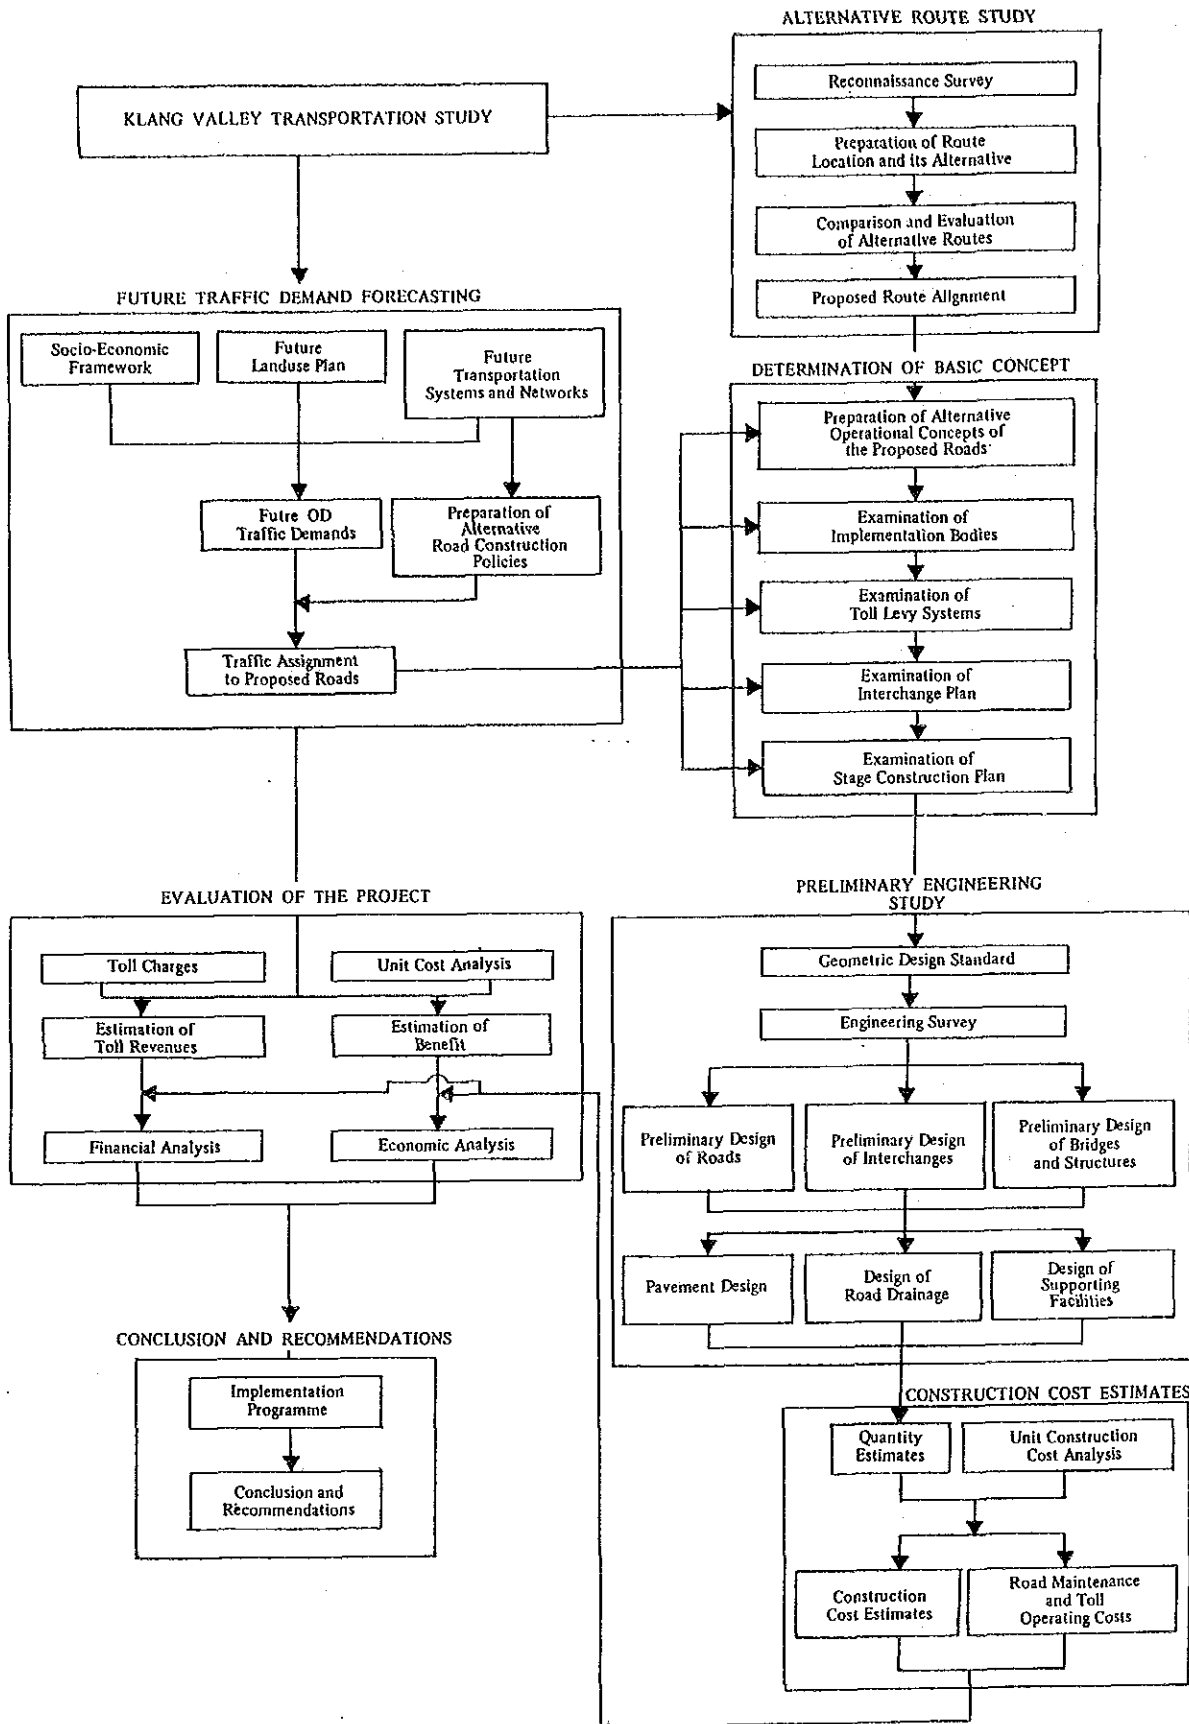 ALTERNATIVE ROUTE STUDY
Reconnaissance Survey
KLANG VALLEY TRANSPORTATION STUDY
Preparation of Route
Location and its Alternative
Comparison and Evaluation
of Alternative Routes
Proposed Route Alignment
FUTURE TRAFFIC DEMAND FORECASTING
Socio-Economic
Framework
Future
Landuse Plan
Future
Transportation
Systems and Networks
Futre OD
Traffic Demands
Preparation of
Alternative
Road Construction
Policies
Traffic Assignment
to Proposed Roads
DETERMINATION OF BASIC CONCEPT
Preparation of Alternative
Operational Concepts of
the Proposed Roads
Examination of
Implementation Bodies
Examination of
Toll Levy Systems
Examination of
Interchange Plan
Examination of
Stage Construction Plan
EVALUATION OF THE PROJECT
Toll Charges
Unit Cost Analysis
Estimation of
Toll Revenues
Estimation of
Benefit
Financial Analysis
Economic Analysis
PRELIMINARY ENGINEERING
STUDY
Geometric Design Standard
Engineering Survey
Preliminary Design
of Roads
Preliminary Design
of Interchanges
Preliminary Design
of Bridges
and Structures
Pavement Design
Design of
Road Drainage
Design of
Supporting
Facilities
CONCLUSION AND RECOMMENDATIONS
Implementation
Programme
Conclusion and
Recommendations
CONSTRUCTION COST ESTIMATES
Quantity
Estimates
Unit Construction
Cost Analysis
Construction
Cost Estimates
Road Maintenance
and Toll
Operating Costs